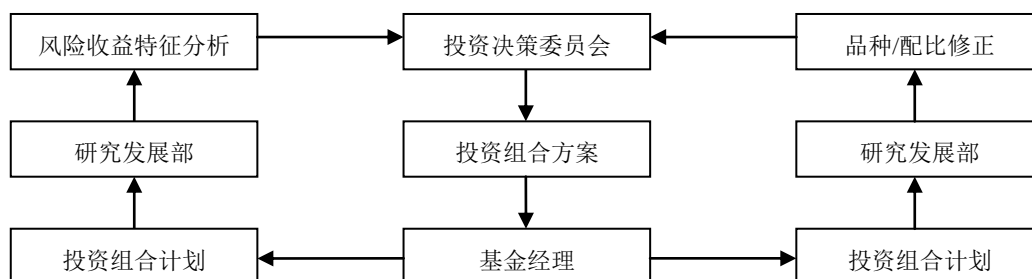 风险收益特征分析
投资决策委员会
品种/配比修正
研究发展部
投资组合方案
研究发展部
投资组合计划
基金经理
投资组合计划